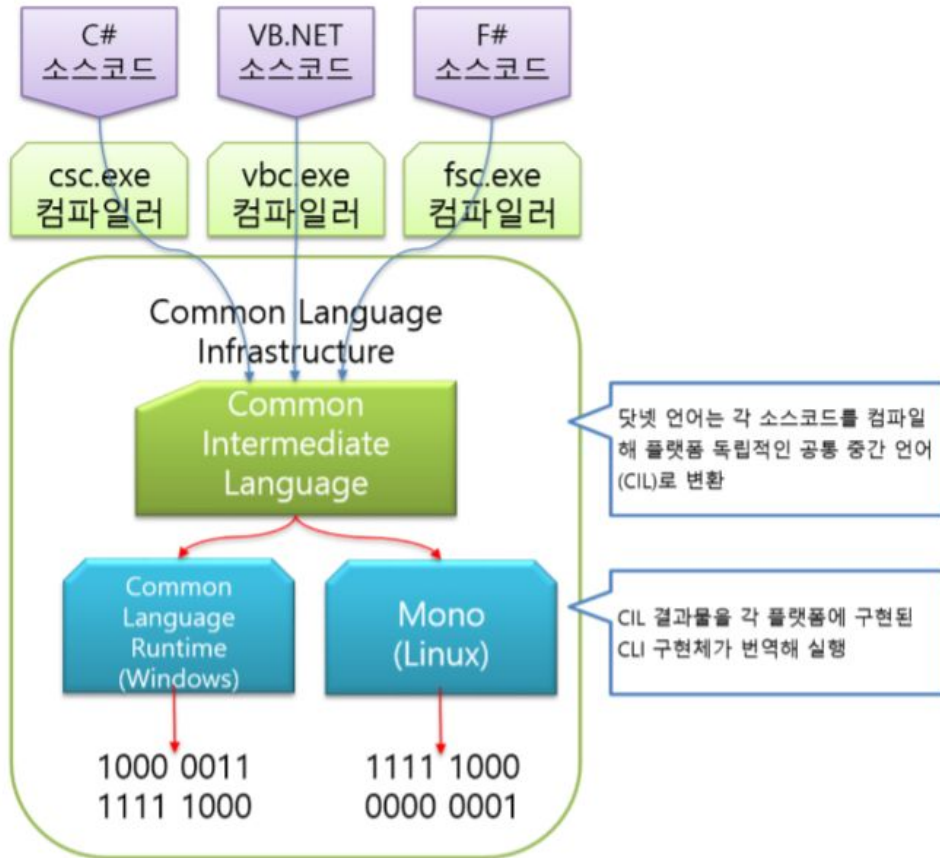 C#
소스코드
VB.NET
소스코드
F#
소스코드
csc.exe
컴파일러
vbc.exe
컴파일러
fsc.exe
컴파일러
Common Language
Infrastructure
Common
Intermediate
Language
닷넷 언어는 각 소스코드를 컴파일
해 플랫폼 독립적인 공통 중간 언어
(CIL)로 변환
Common
Language
Runtime
(Windows)
Mono
(Linux)
CIL 결과물을 각 플랫폼에 구현된
CLI 구현체가 번역해 실행
1000 0011
1111 1000
1111 1000
0000 0001